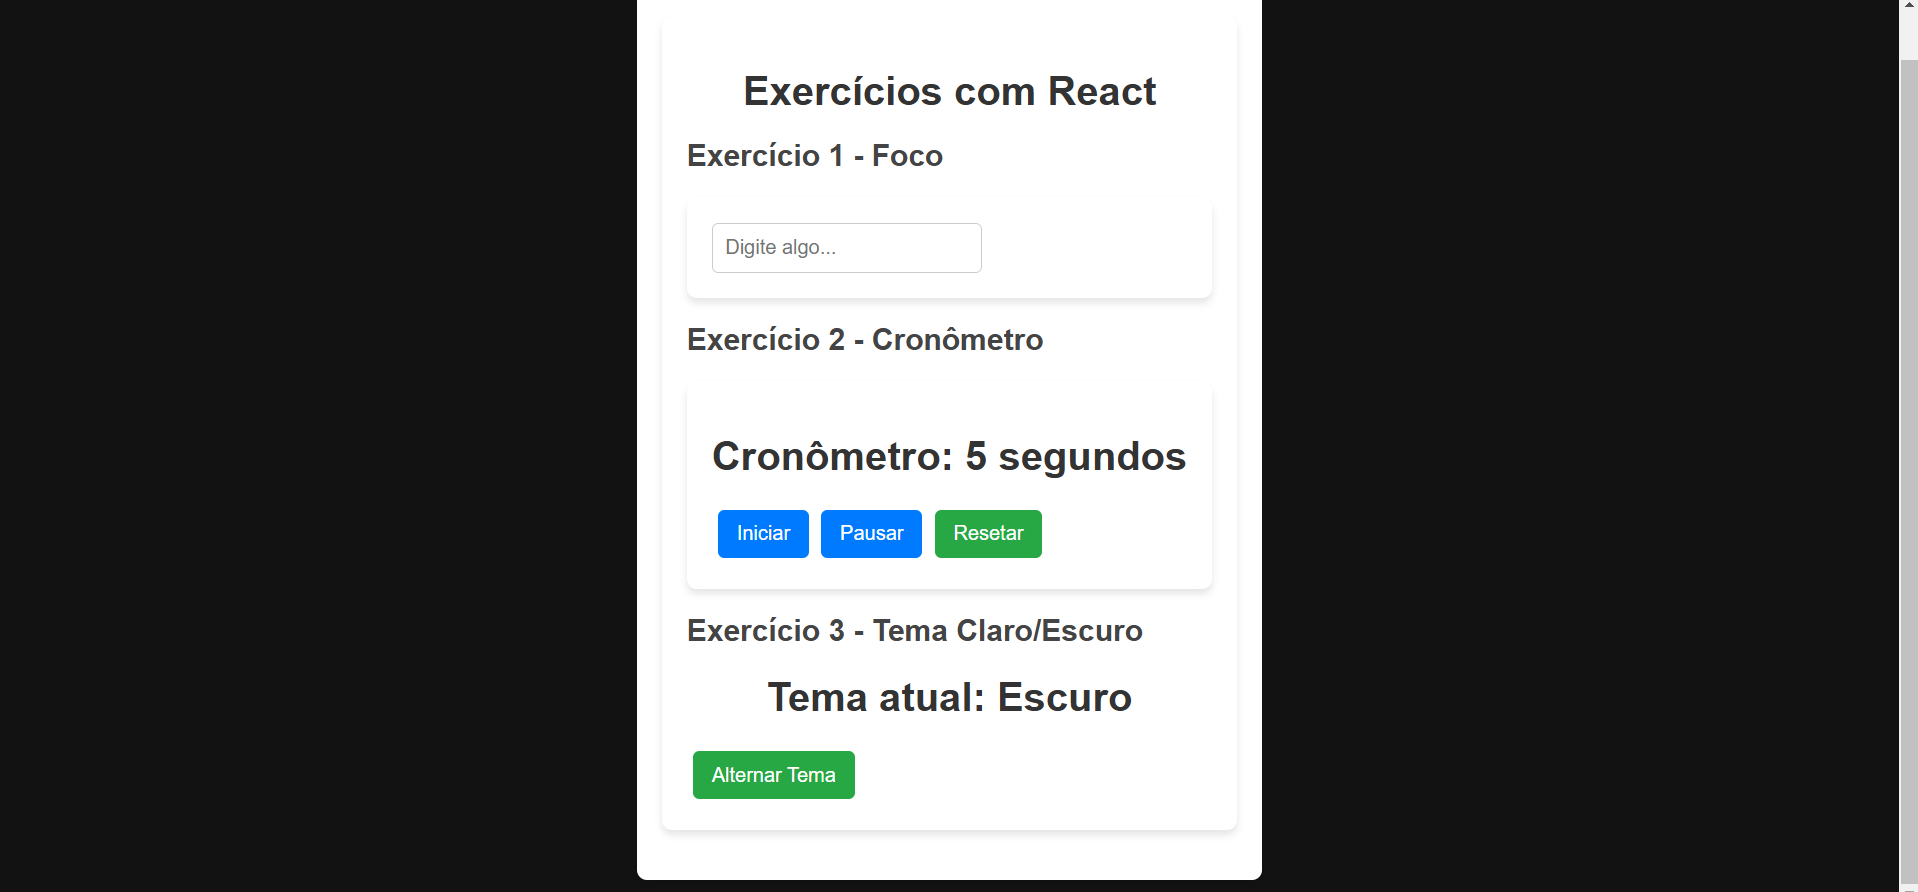 Exercícios com React
Exercício 1 - Foco
Digite algo...
Exercício 2 - Cronômetro
Cronômetro: 5 segundos
Iniciar Pausar Resetar
Exercício 3 - Tema Claro/Escuro
Tema atual: Escuro
Alternar Tema